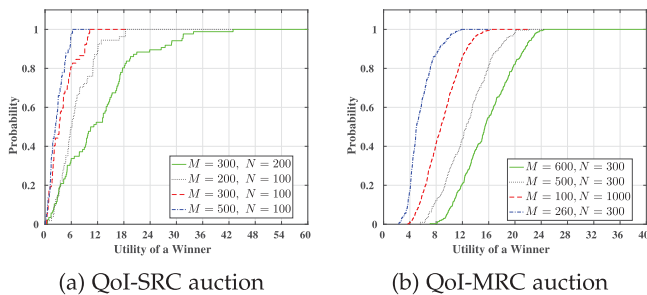 1
0.8
0.6
0.4
0.2
0
Probability
0 6 12 18 24 30 36 42 48 54 60
Utility of a Winner
M = 300, N = 200
M = 200, N = 100
M = 300, N = 100
M = 500, N = 100
(a) QoI-SRC auction
1
0.8
0.6
0.4
0.2
0
Probability
0 4 8 12 16 20 24 28 32 36 40
Utility of a Winner
M = 600, N = 300
M = 500, N = 300
M = 100, N = 1000
M = 260, N = 300
(b) QoI-MRC auction